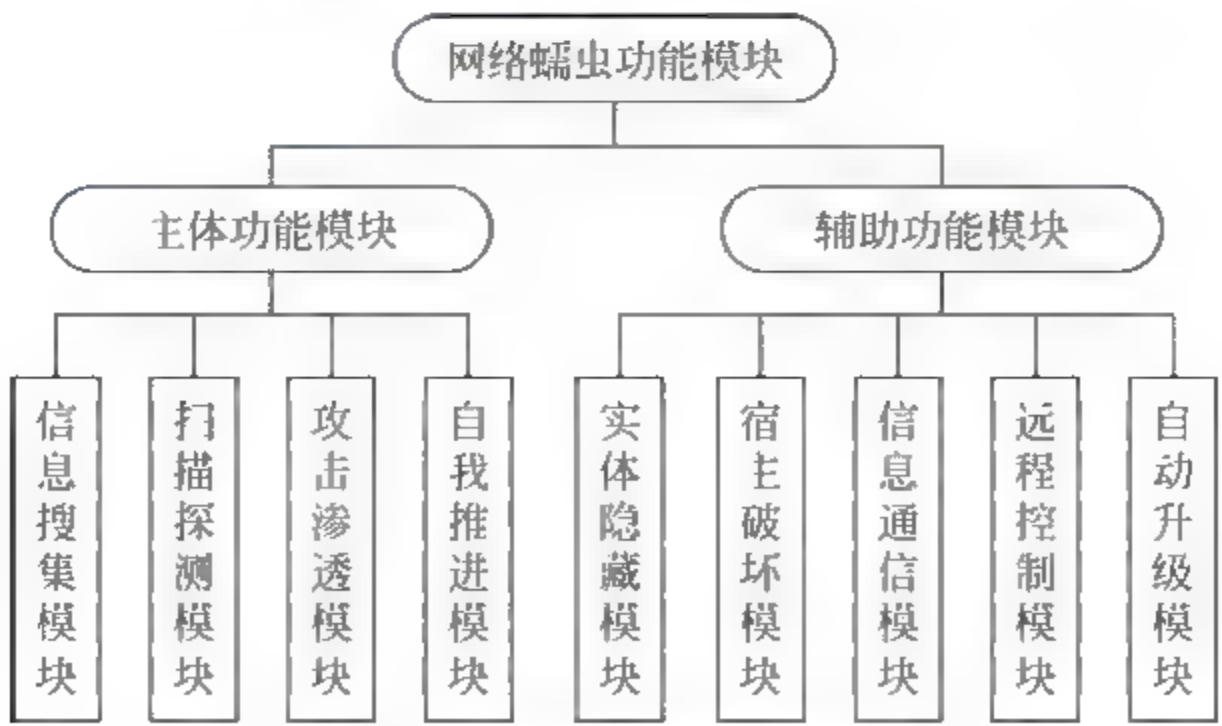 网络蠕虫功能模块
主体功能模块
辅助功能模块
信息搜集模块
扫描探测模块
攻击渗透模块
自我推进模块
实体隐藏模块
宿主破坏模块
信息通信模块
远程控制模块
自动升级模块